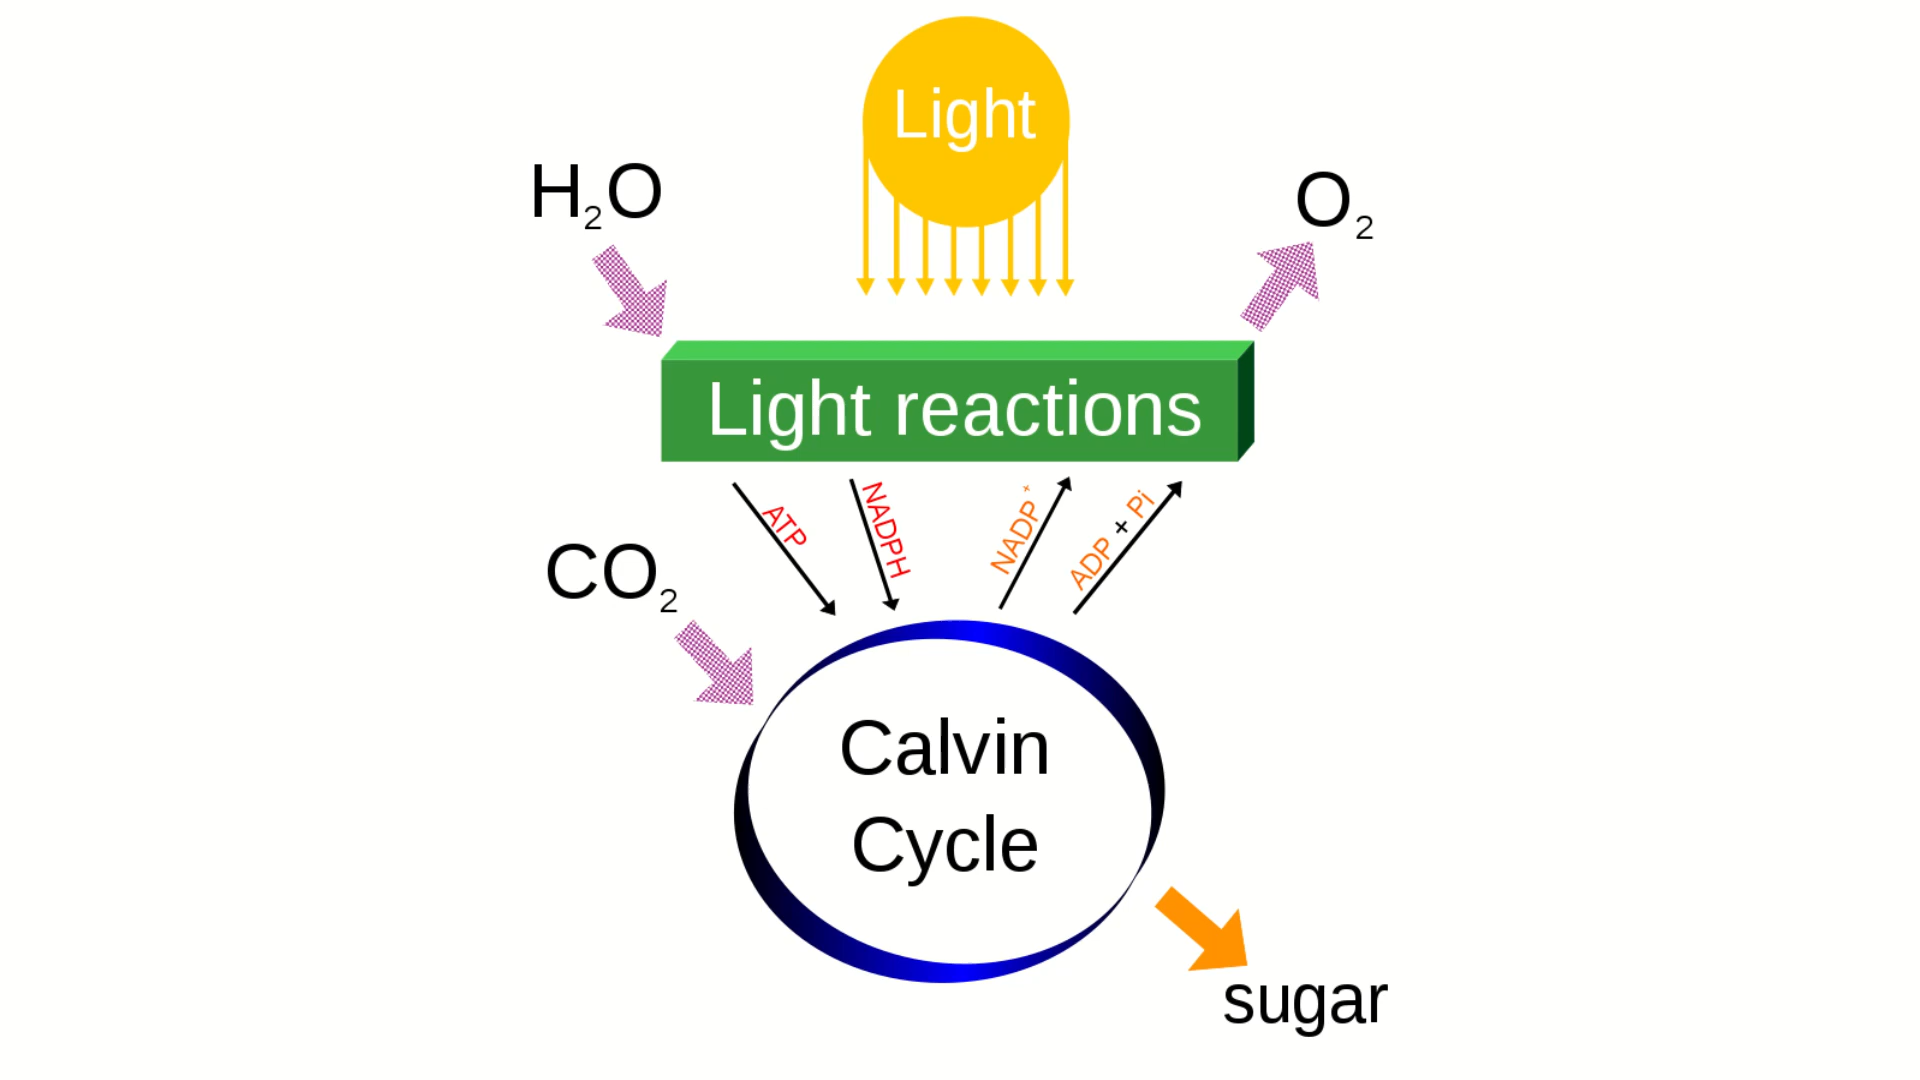 Light
H₂O
O₂
Light reactions
ATP
NADPH
NADP⁺
ADP + Pi
CO₂
Calvin
Cycle
sugar